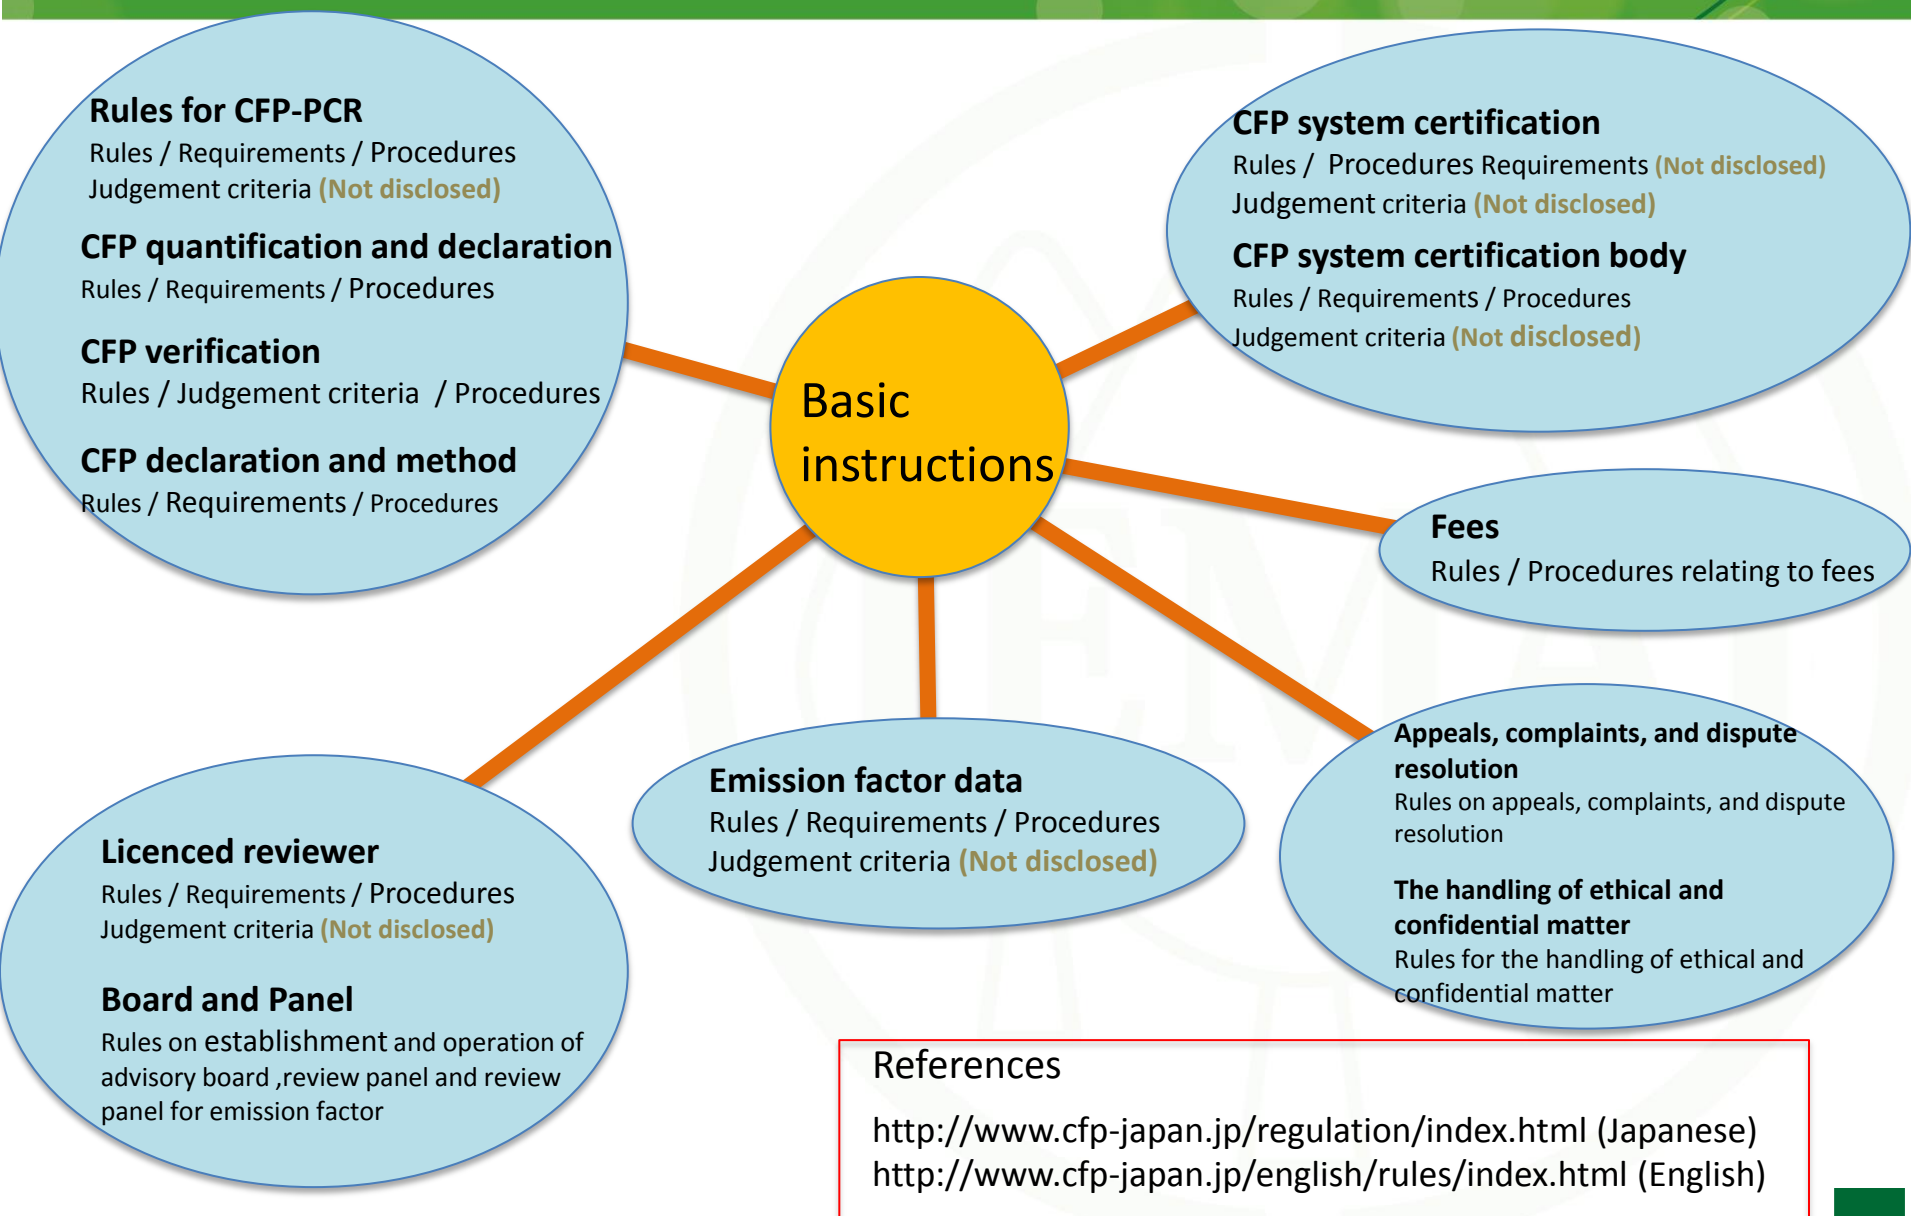 Rules for CFP-PCR
Rules / Requirements / Procedures
Judgement criteria (Not disclosed)
CFP quantification and declaration
Rules / Requirements / Procedures
CFP verification
Rules / Judgement criteria / Procedures
CFP declaration and method
Rules / Requirements / Procedures
CFP system certification
Rules / Procedures Requirements (Not disclosed)
Judgement criteria (Not disclosed)
CFP system certification body
Rules / Requirements / Procedures
Judgement criteria (Not disclosed)
Basic
instructions
Fees
Rules / Procedures relating to fees
Licenced reviewer
Rules / Requirements / Procedures
Judgement criteria (Not disclosed)
Board and Panel
Rules on establishment and operation of
advisory board ,review panel and review
panel for emission factor
Emission factor data
Rules / Requirements / Procedures
Judgement criteria (Not disclosed)
Appeals, complaints, and dispute
resolution
Rules on appeals, complaints, and dispute
resolution
The handling of ethical and
confidential matter
Rules for the handling of ethical and
confidential matter
References
http://www.cfp-japan.jp/regulation/index.html (Japanese)
http://www.cfp-japan.jp/english/rules/index.html (English)